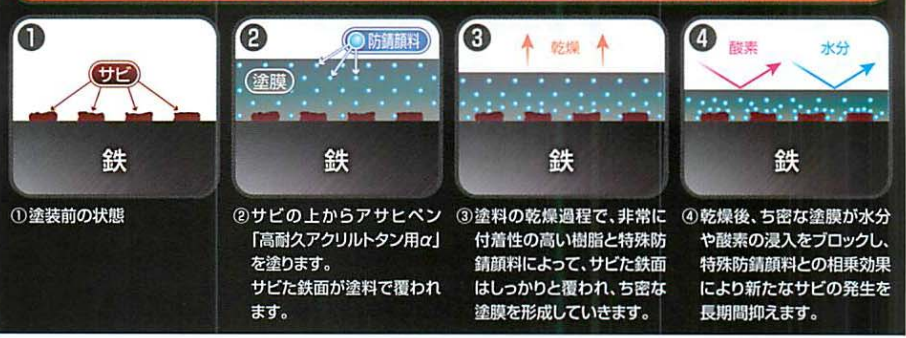 ①
サビ
鉄
①塗装前の状態
②
防錆顔料
塗膜
鉄
②サビの上からアサヒペン
「高耐久アクリルトタン用α」
を塗ります。
サビた鉄面が塗料で覆われ
ます。
③
乾燥
鉄
③塗料の乾燥過程で、非常に
付着性の高い樹脂と特殊防
錆顔料によって、サビた鉄面
はしっかりと覆われ、ち密な
塗膜を形成していきます。
④
酸素
水分
鉄
④乾燥後、ち密な塗膜が水分
や酸素の浸入をブロックし、
特殊防錆顔料との相乗効果
により新たなサビの発生を
長期間抑えます。